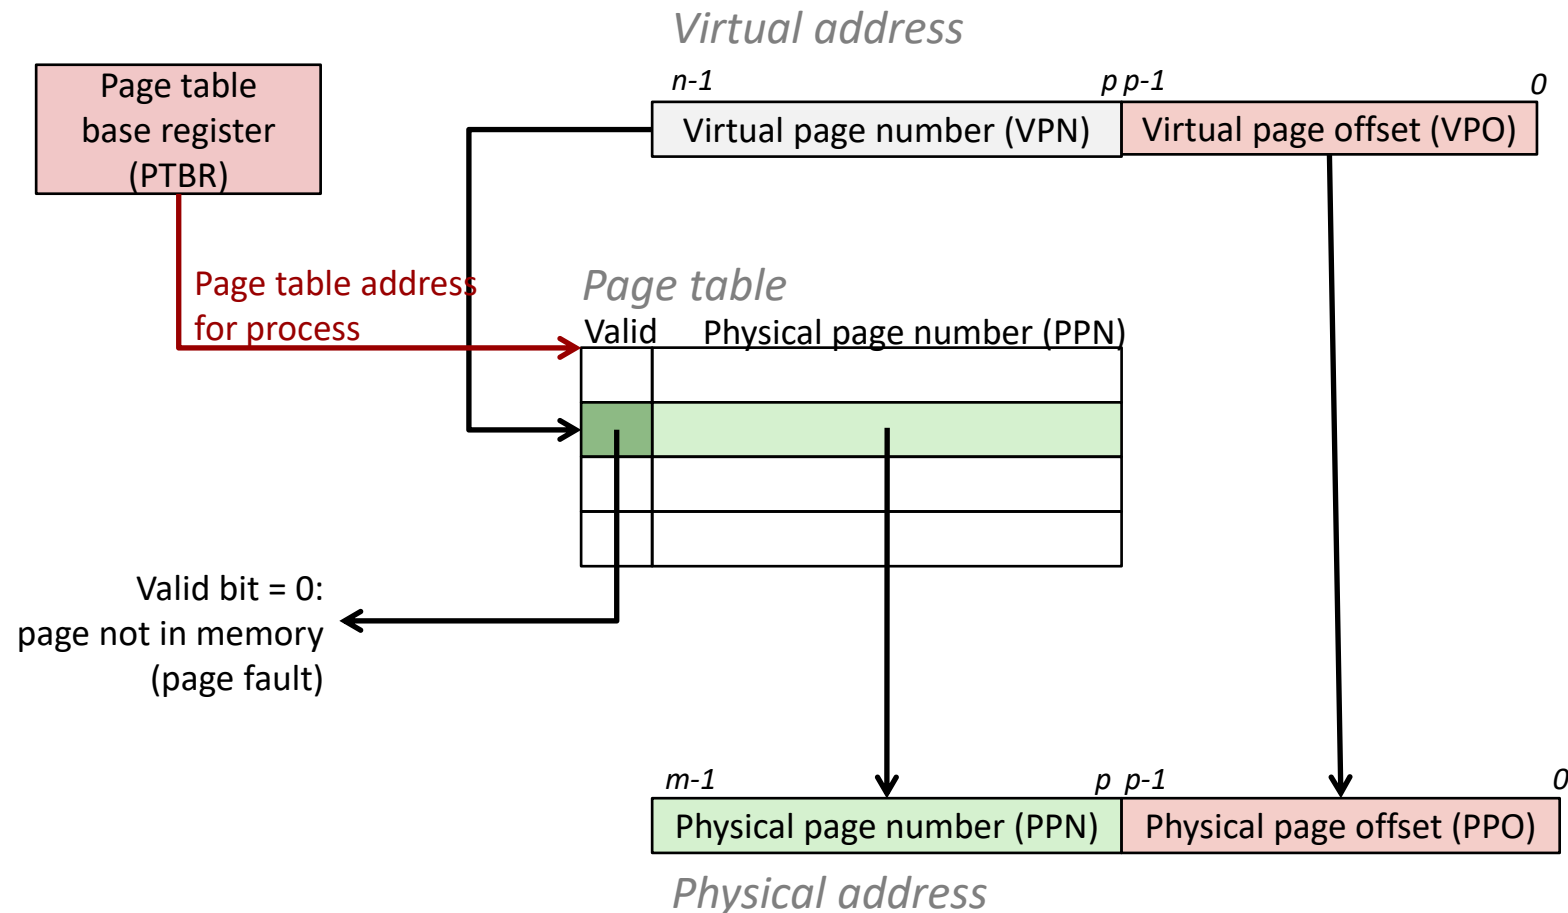 Virtual address
Page table
base register
(PTBR)
n-1
p p-1
0
Virtual page number (VPN)
Virtual page offset (VPO)
Page table address
for process
Page table
Valid
Physical page number (PPN)
Valid bit = 0:
page not in memory
(page fault)
m-1
p p-1
0
Physical page number (PPN)
Physical page offset (PPO)
Physical address